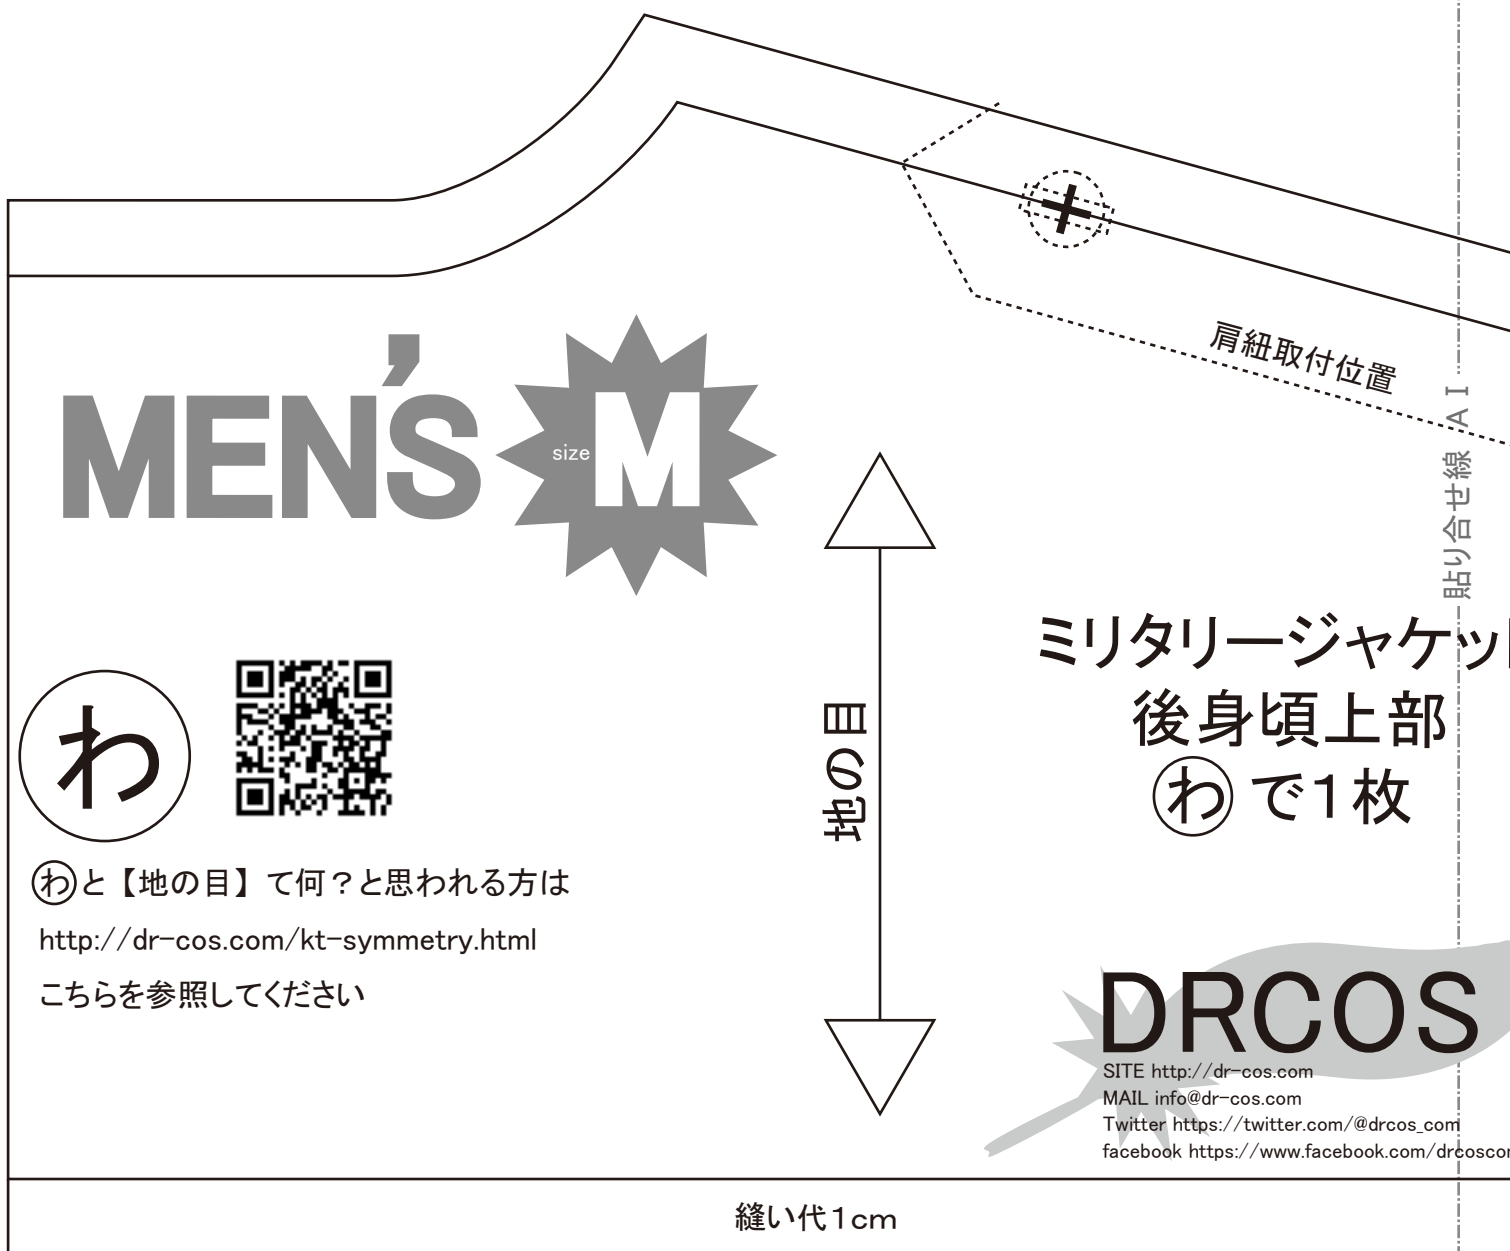 肩紐取付位置
貼り合せ線 A I
MEN'S
size M
わ
地の目
ミリタリージャケット
後身頃上部
わ で1枚
わと【地の目】て何？と思われる方は
http://dr-cos.com/kt-symmetry.html
こちらを参照してください
DRCOS
SITE http://dr-cos.com
MAIL info@dr-cos.com
Twitter https://twitter.com/@drcos_com
facebook https://www.facebook.com/drcoscom
縫い代1cm